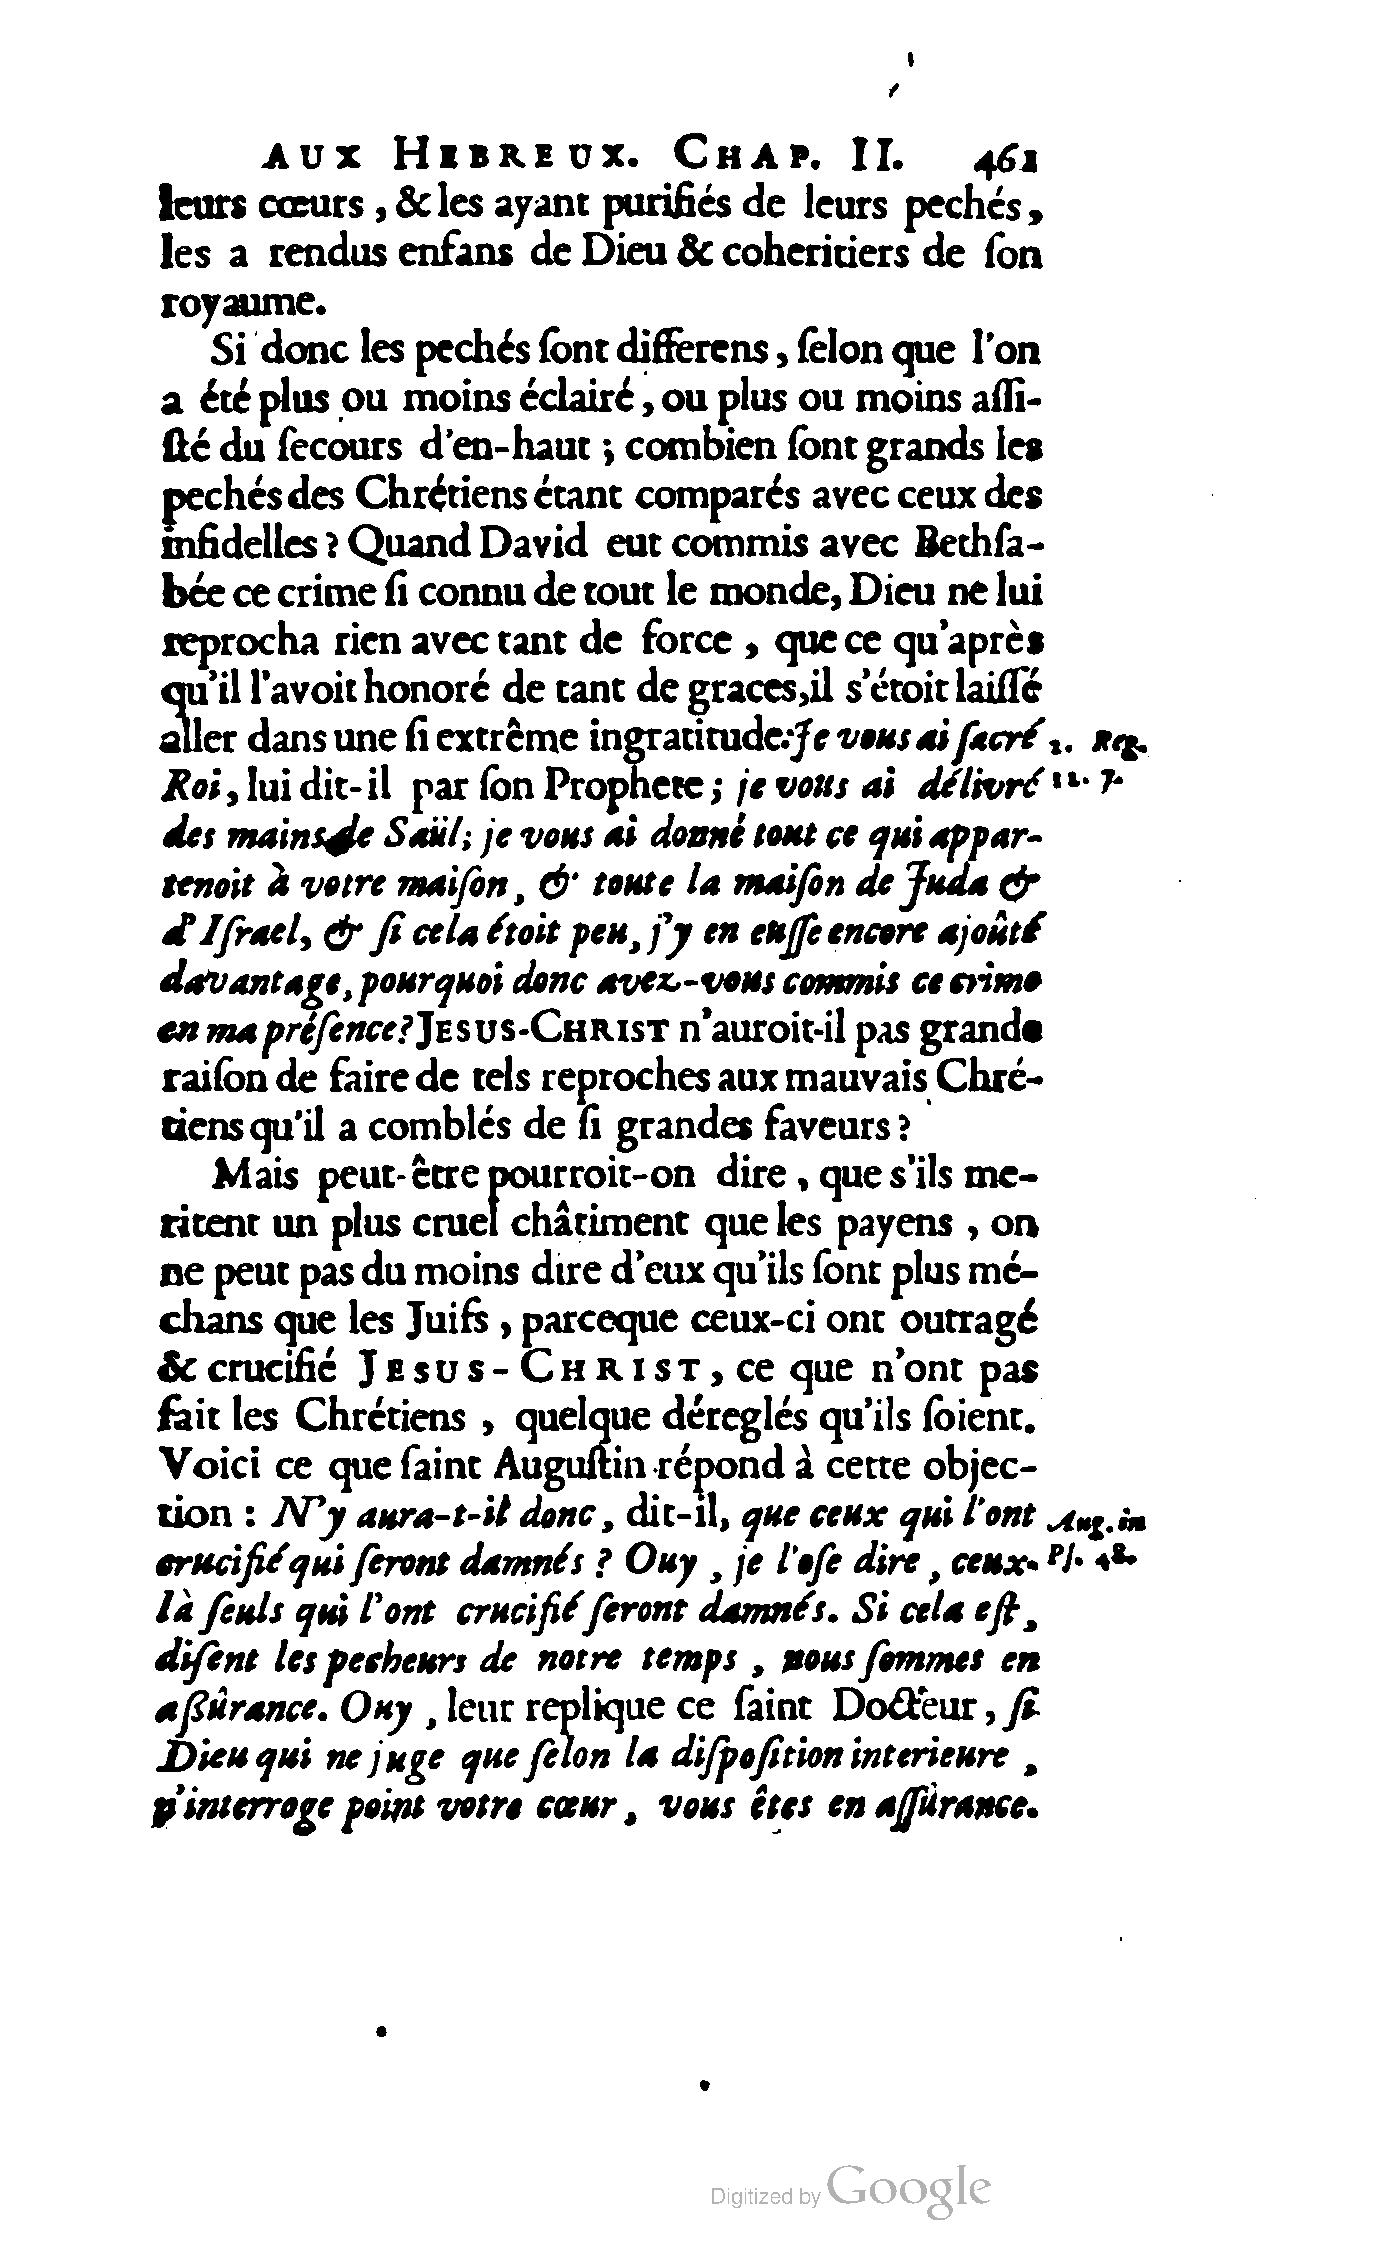 AUX HEBREUX. CHAP. II. 461
leurs cœurs, & les ayant purifiés de leurs pechés,
les a rendus enfans de Dieu & coheritiers de ſon
royaume.
Si donc les pechés ſont differens, ſelon que l'on
a été plus ou moins éclairé, ou plus ou moins aſſi-
ſté du ſecours d'en-haut ; combien ſont grands les
pechés des Chrétiens étant comparés avec ceux des
infidelles ? Quand David eut commis avec Bethſa-
bée ce crime ſi connu de tout le monde, Dieu ne lui
reprocha rien avec tant de force, que ce qu'après
qu'il l'avoit honoré de tant de graces, il s'étoit laiſſé
aller dans une ſi extrême ingratitude: Je vous ai ſacré 2. Reg.
Roi, lui dit-il par ſon Prophete ; je vous ai délivré 12. 7.
des mains de Saül; je vous ai donné tout ce qui appar-
tenoit à votre maiſon, & toute la maiſon de Juda &
d'Iſrael, & ſi cela étoit peu, j'y en euſſe encore ajoûté
davantage, pourquoi donc avez-vous commis ce crime
en ma préſence? JESUS-CHRIST n'auroit-il pas grande
raiſon de faire de tels reproches aux mauvais Chré-
tiens qu'il a comblés de ſi grandes faveurs ?
Mais peut-être pourroit-on dire, que s'ils me-
ritent un plus cruel châtiment que les payens, on
ne peut pas du moins dire d'eux qu'ils ſont plus mé-
chans que les Juifs, parceque ceux-ci ont outragé
& crucifié JESUS-CHRIST, ce que n'ont pas
fait les Chrétiens, quelque déreglés qu'ils ſoient.
Voici ce que ſaint Auguſtin répond à cette objec-
tion : N'y aura-t-il donc, dit-il, que ceux qui l'ont Aug. in
crucifié qui ſeront damnés ? Ouy, je l'oſe dire, ceux- Pſ. 48.
là ſeuls qui l'ont crucifié ſeront damnés. Si cela eſt,
diſent les pecheurs de notre temps, nous ſommes en
aſſûrance. Ouy, leur replique ce ſaint Docteur, ſi
Dieu qui ne juge que ſelon la diſpoſition interieure,
n'interroge point votre cœur, vous êtes en aſſûrance.
Digitized by Google